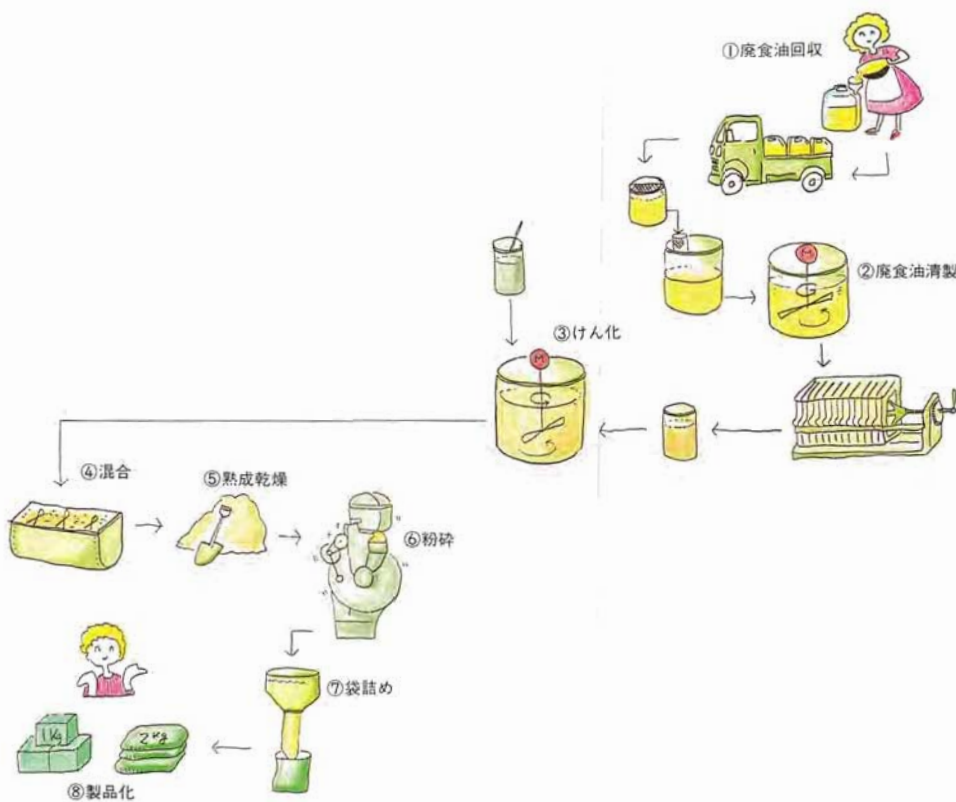 ①廃食油回収
②廃食油清製
M
③けん化
M
④混合
⑤熟成乾燥
⑥粉砕
⑦袋詰め
1Kg
2Kg
⑧製品化